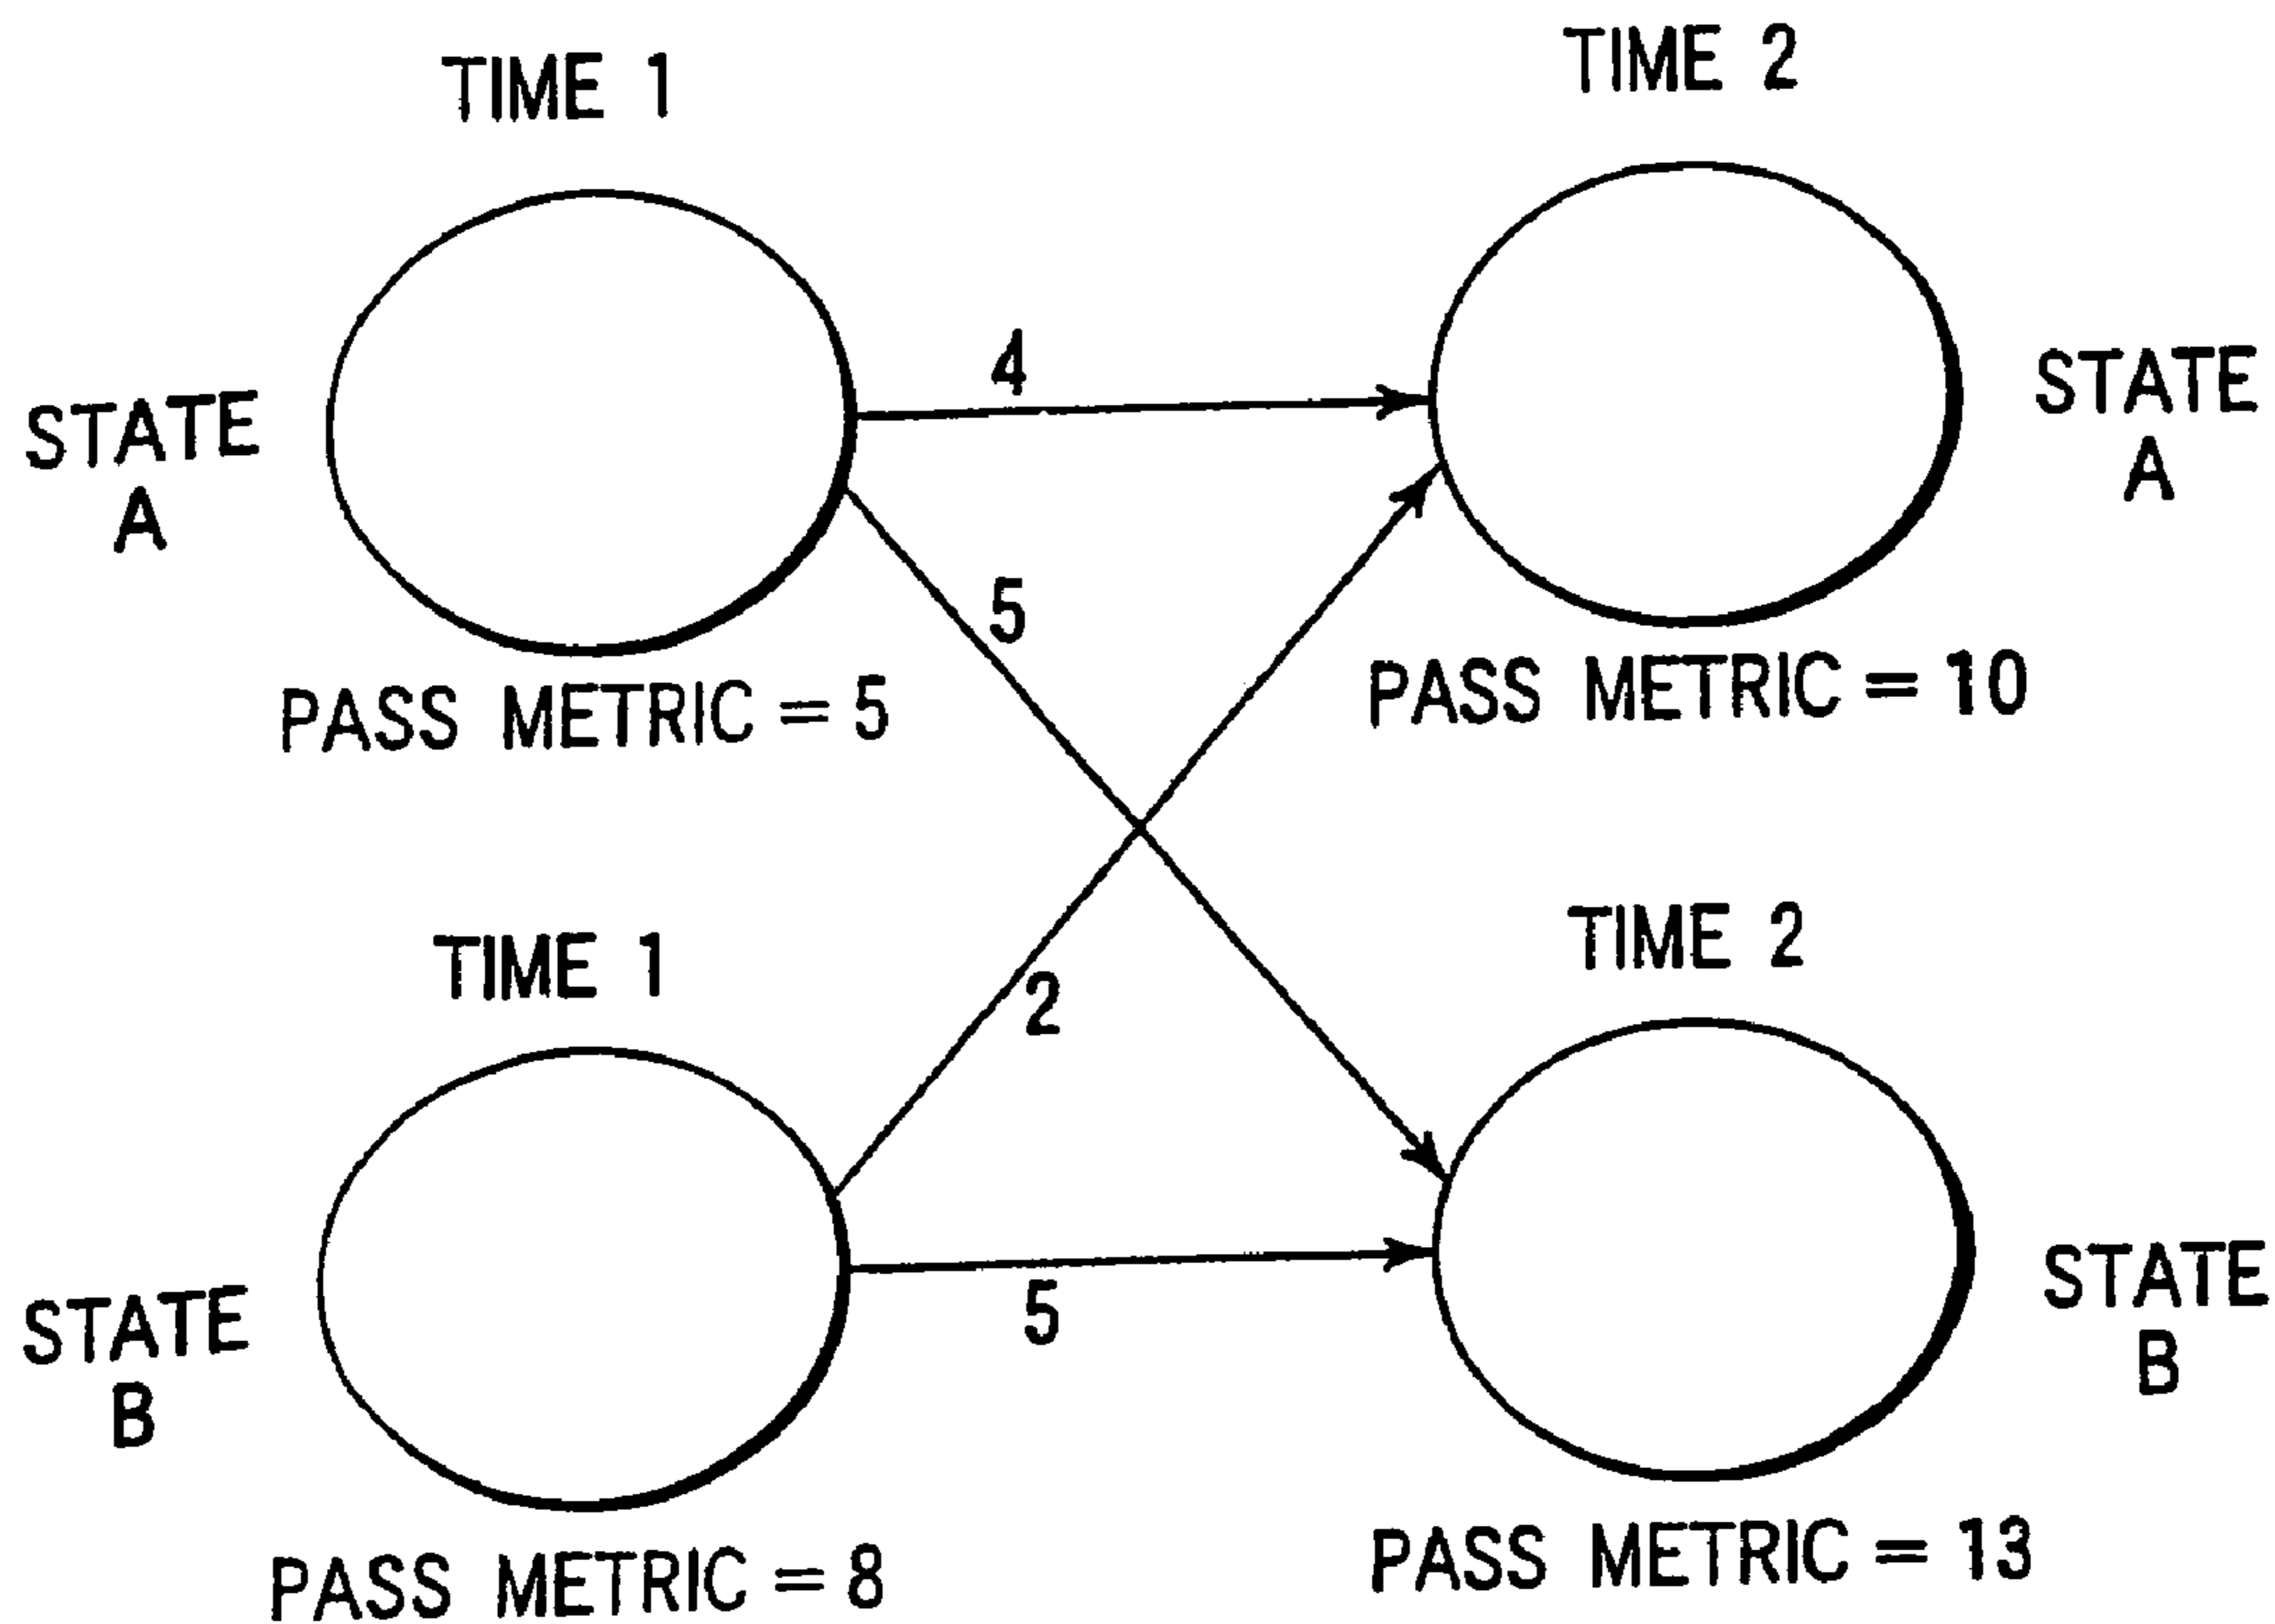 TIME 1
TIME 2
STATE
A
4
STATE
A
5
PASS METRIC = 5
PASS METRIC = 10
TIME 1
TIME 2
2
STATE
B
5
STATE
B
PASS METRIC = 8
PASS METRIC = 13